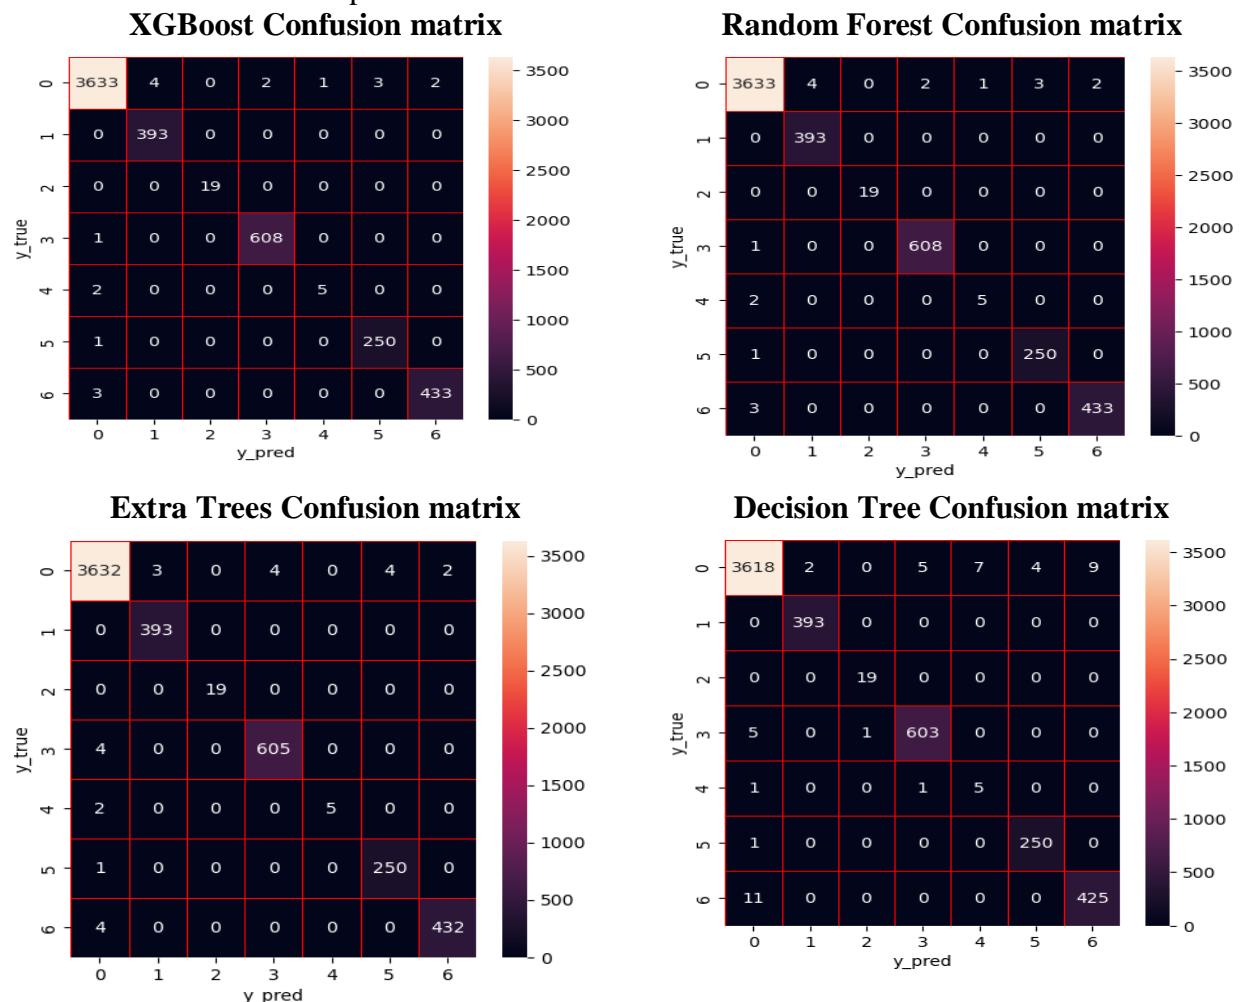 XGBoost Confusion matrix
0 3633 4 0 2 1 3 2
1 0 393 0 0 0 0 0
2 0 0 19 0 0 0 0
3 1 0 0 608 0 0 0
4 2 0 0 0 5 0 0
5 1 0 0 0 0 250 0
6 3 0 0 0 0 0 433
0 1 2 3 4 5 6
y_pred
y_true
3500
3000
2500
2000
1500
1000
500
0
Random Forest Confusion matrix
0 3633 4 0 2 1 3 2
1 0 393 0 0 0 0 0
2 0 0 19 0 0 0 0
3 1 0 0 608 0 0 0
4 2 0 0 0 5 0 0
5 1 0 0 0 0 250 0
6 3 0 0 0 0 0 433
0 1 2 3 4 5 6
y_pred
y_true
3500
3000
2500
2000
1500
1000
500
0
Extra Trees Confusion matrix
0 3632 3 0 4 0 4 2
1 0 393 0 0 0 0 0
2 0 0 19 0 0 0 0
3 4 0 0 605 0 0 0
4 2 0 0 0 5 0 0
5 1 0 0 0 0 250 0
6 4 0 0 0 0 0 432
0 1 2 3 4 5 6
y_pred
y_true
3500
3000
2500
2000
1500
1000
500
0
Decision Tree Confusion matrix
0 3618 2 0 5 7 4 9
1 0 393 0 0 0 0 0
2 0 0 19 0 0 0 0
3 5 0 1 603 0 0 0
4 1 0 0 1 5 0 0
5 1 0 0 0 0 250 0
6 11 0 0 0 0 0 425
0 1 2 3 4 5 6
y_pred
y_true
3500
3000
2500
2000
1500
1000
500
0